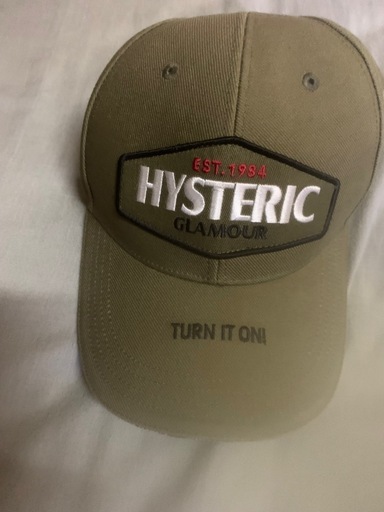 EST. 1984
HYSTERIC
GLAMOUR
TURN IT ON!